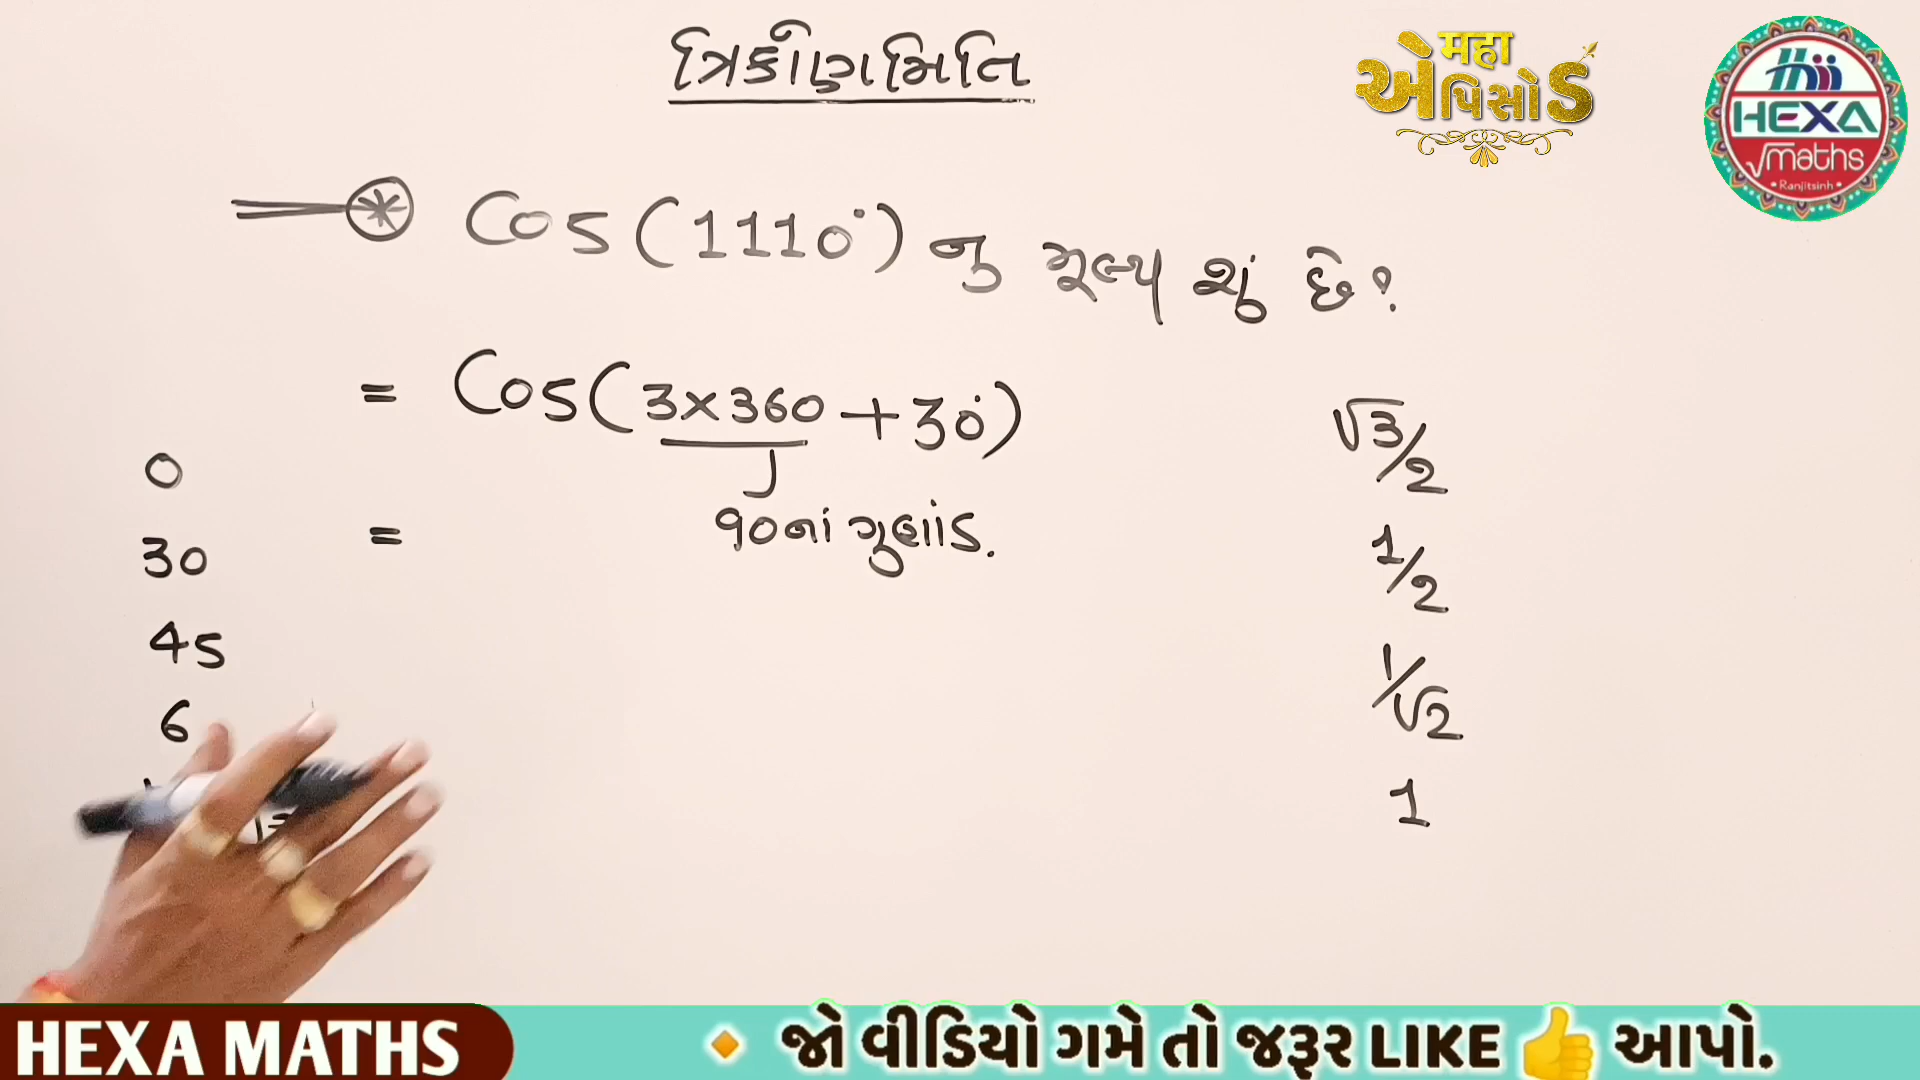 ત્રિકોણમિતિ
મહા
એપિસોડ
HEXA
√maths
Ranjitsinh
Cos(1110°) નુ મૂલ્ય શું છે?
= Cos(3×360+30°)
= 90નાં ગુણાંક.
0
30
45
6
√3/2
1/2
1/√2
1
HEXA MATHS
🔸 જો વીડિયો ગમે તો જરૂર LIKE 👍 આપો.